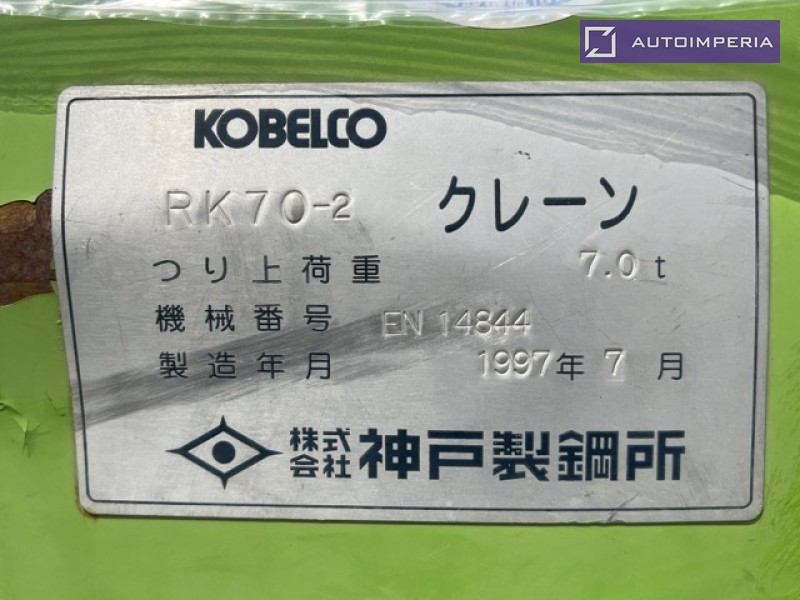 AUTOIMPERIA
KOBELCO
RK70-2 クレーン
つり上荷重 7.0t
機械番号 EN 14844
製造年月 1997年7月
株式会社 神戸製鋼所